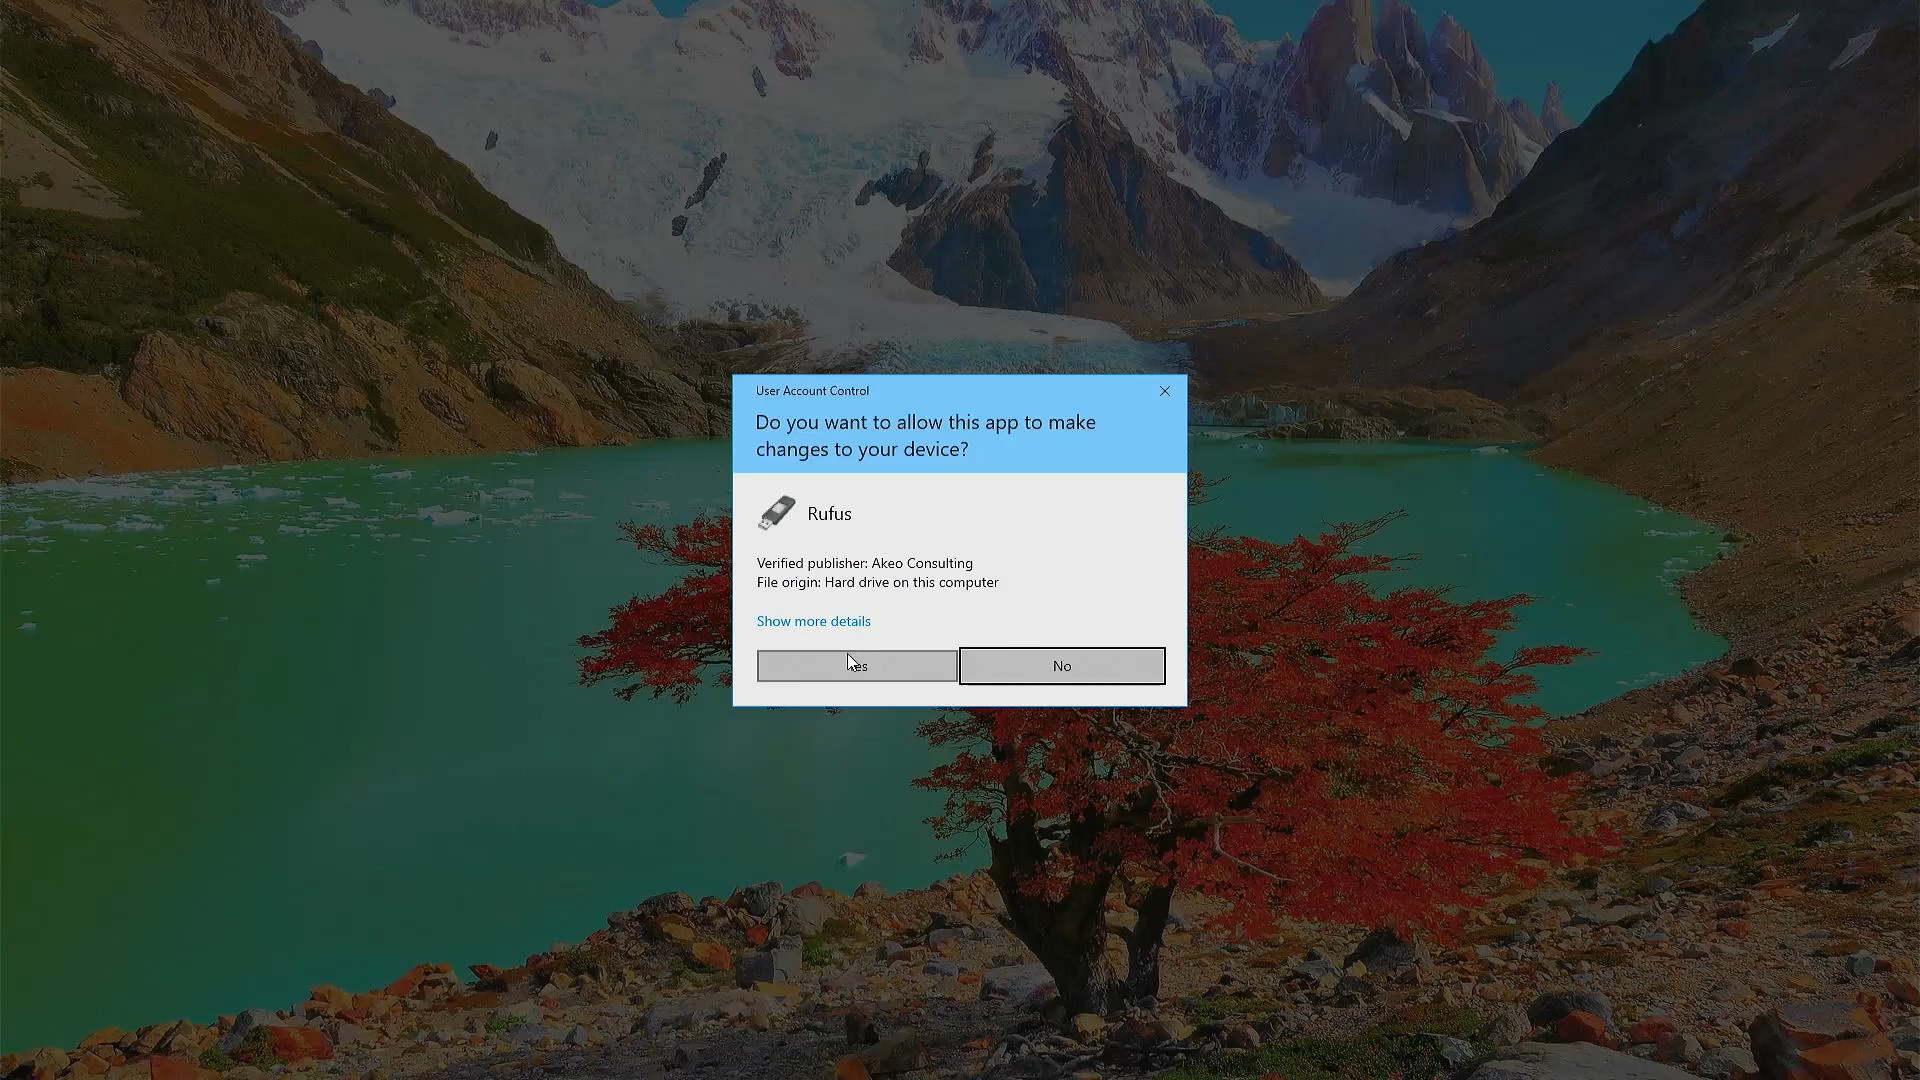 User Account Control
Do you want to allow this app to make
changes to your device?
Rufus
Verified publisher: Akeo Consulting
File origin: Hard drive on this computer
Show more details
No